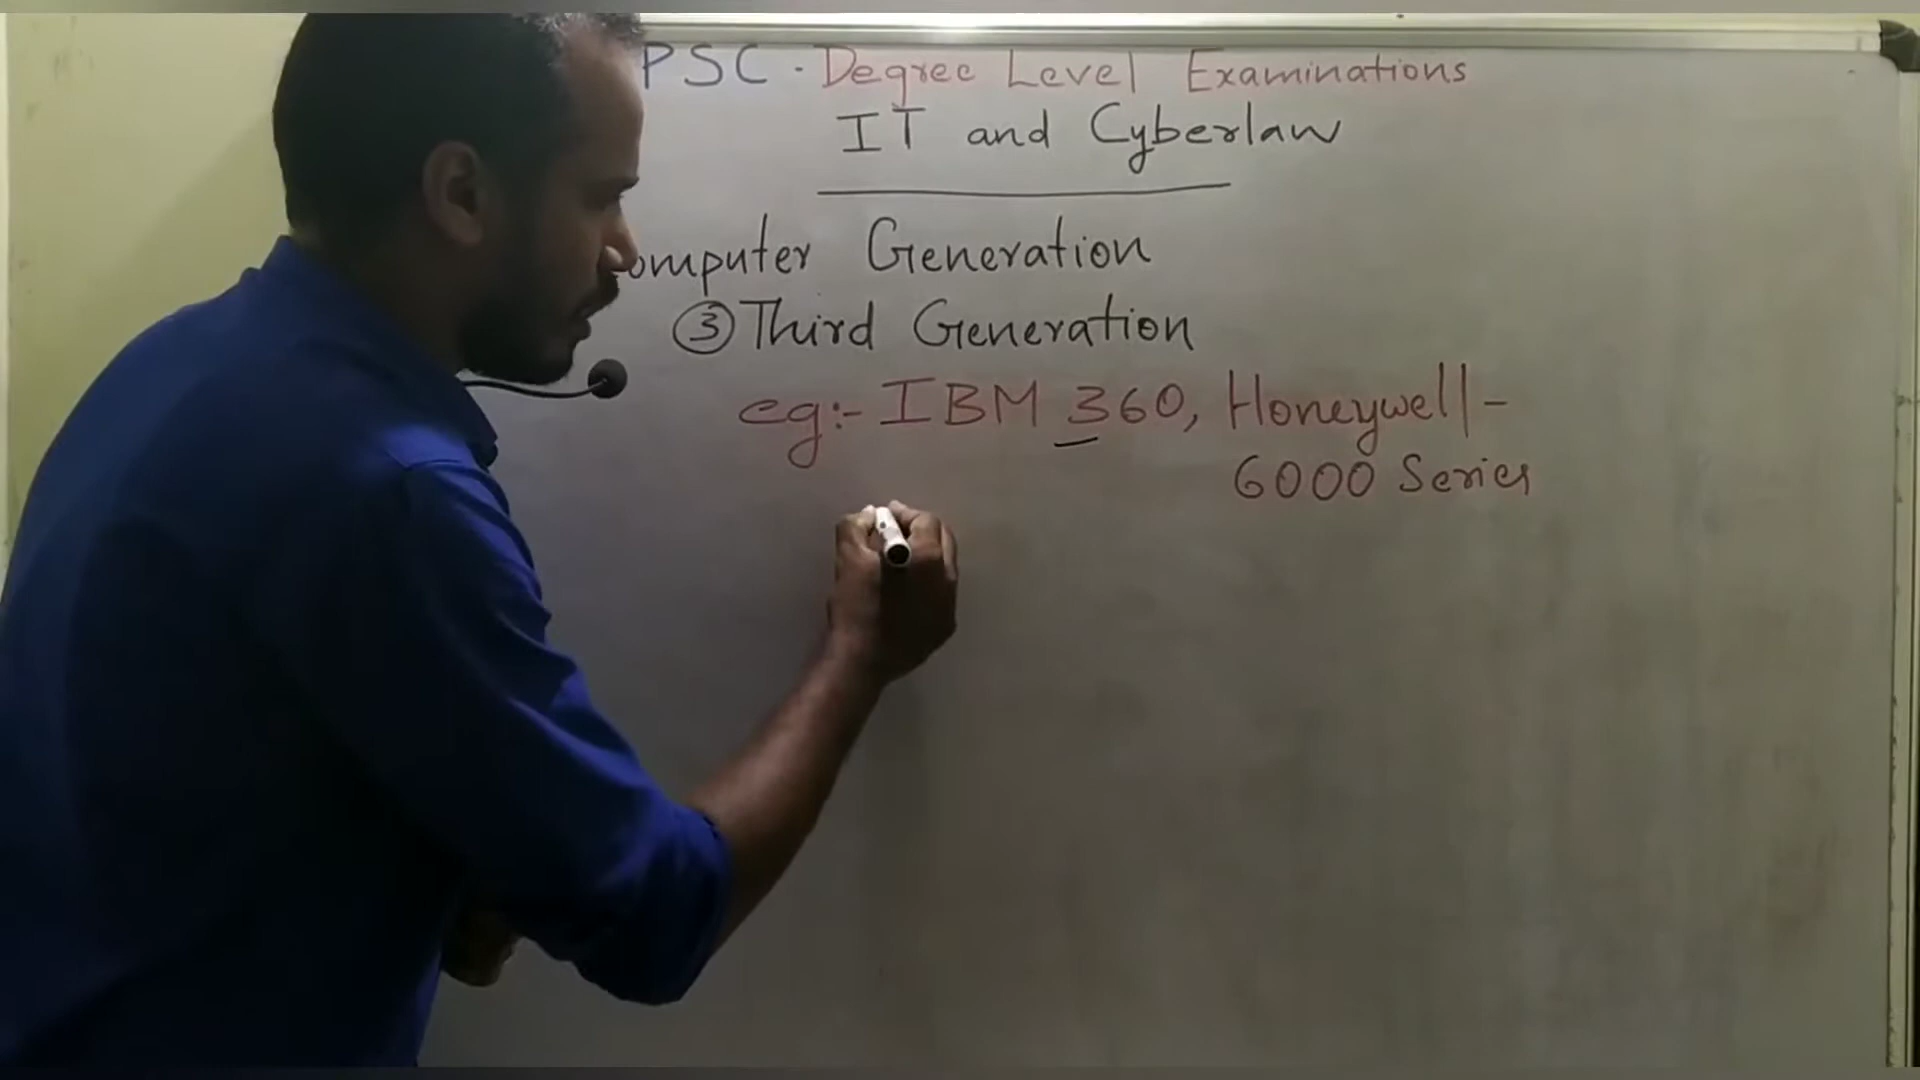 PSC. Degree Level Examinations
IT and Cyberlaw
omputer Generation
③ Third Generation
eg:- IBM 360, Honeywell-
6000 Series